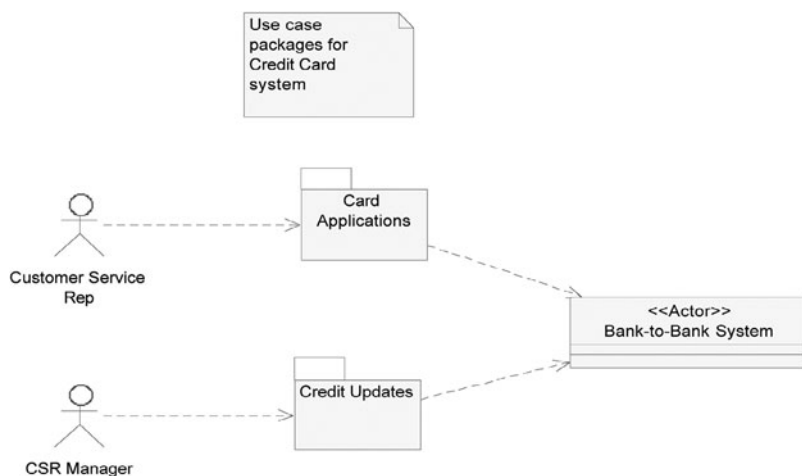 Use case
packages for
Credit Card
system
Card
Applications
Customer Service
Rep
<<Actor>>
Bank-to-Bank System
Credit Updates
CSR Manager